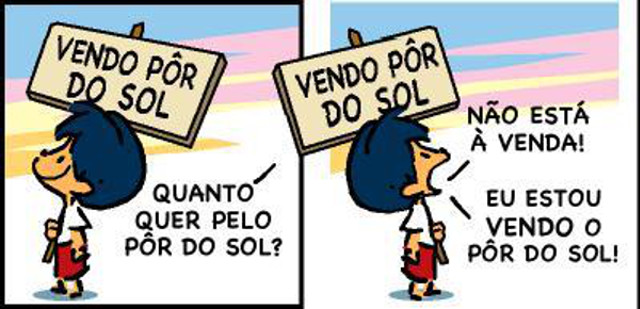 VENDO PÔR
DO SOL
QUANTO
QUER PELO
PÔR DO SOL?
VENDO PÔR
DO SOL
NÃO ESTÁ
À VENDA!
EU ESTOU
VENDO O
PÔR DO SOL!